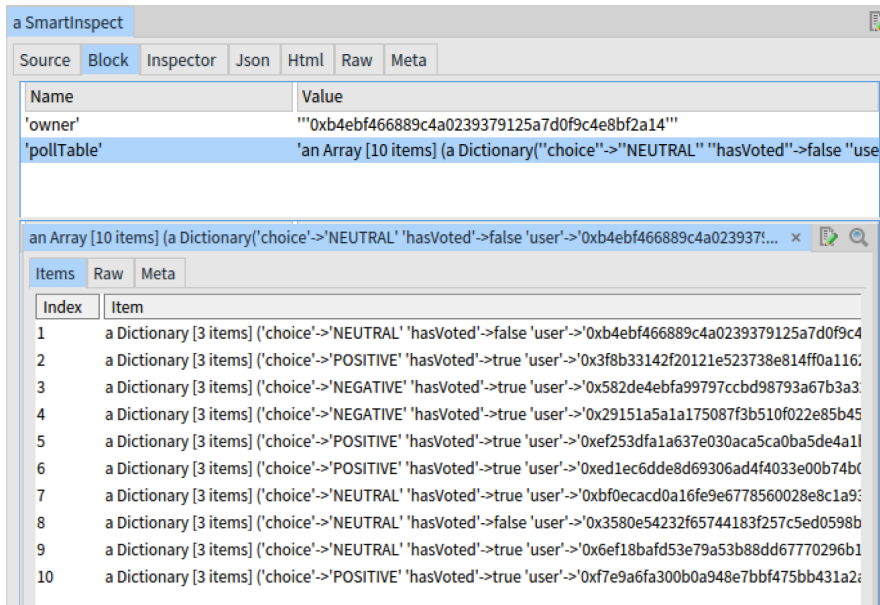 a SmartInspect
Source Block Inspector Json Html Raw Meta
Name Value
'owner' '''0xb4ebf466889c4a0239379125a7d0f9c4e8bf2a14'''
'pollTable' 'an Array [10 items] (a Dictionary(''choice''->''NEUTRAL'' ''hasVoted''->false ''use
an Array [10 items] (a Dictionary('choice'->'NEUTRAL' 'hasVoted'->false 'user'->'0xb4ebf466889c4a023937!... ×
Items Raw Meta
Index Item
1 a Dictionary [3 items] ('choice'->'NEUTRAL' 'hasVoted'->false 'user'->'0xb4ebf466889c4a0239379125a7d0f9c4
2 a Dictionary [3 items] ('choice'->'POSITIVE' 'hasVoted'->true 'user'->'0x3f8b33142f20121e523738e814ff0a1162
3 a Dictionary [3 items] ('choice'->'NEGATIVE' 'hasVoted'->true 'user'->'0x582de4ebfa99797ccbd98793a67b3a3
4 a Dictionary [3 items] ('choice'->'NEGATIVE' 'hasVoted'->true 'user'->'0x29151a5a1a175087f3b510f022e85b45
5 a Dictionary [3 items] ('choice'->'POSITIVE' 'hasVoted'->true 'user'->'0xef253dfa1a637e030aca5ca0ba5de4a1
6 a Dictionary [3 items] ('choice'->'POSITIVE' 'hasVoted'->true 'user'->'0xed1ec6dde8d69306ad4f4033e00b74b0
7 a Dictionary [3 items] ('choice'->'NEUTRAL' 'hasVoted'->true 'user'->'0xbf0ecacd0a16fe9e6778560028e8c1a93
8 a Dictionary [3 items] ('choice'->'NEUTRAL' 'hasVoted'->false 'user'->'0x3580e54232f65744183f257c5ed0598b
9 a Dictionary [3 items] ('choice'->'NEUTRAL' 'hasVoted'->true 'user'->'0x6ef18bafd53e79a53b88dd67770296b1
10 a Dictionary [3 items] ('choice'->'POSITIVE' 'hasVoted'->true 'user'->'0xf7e9a6fa300b0a948e7bbf475bb431a2